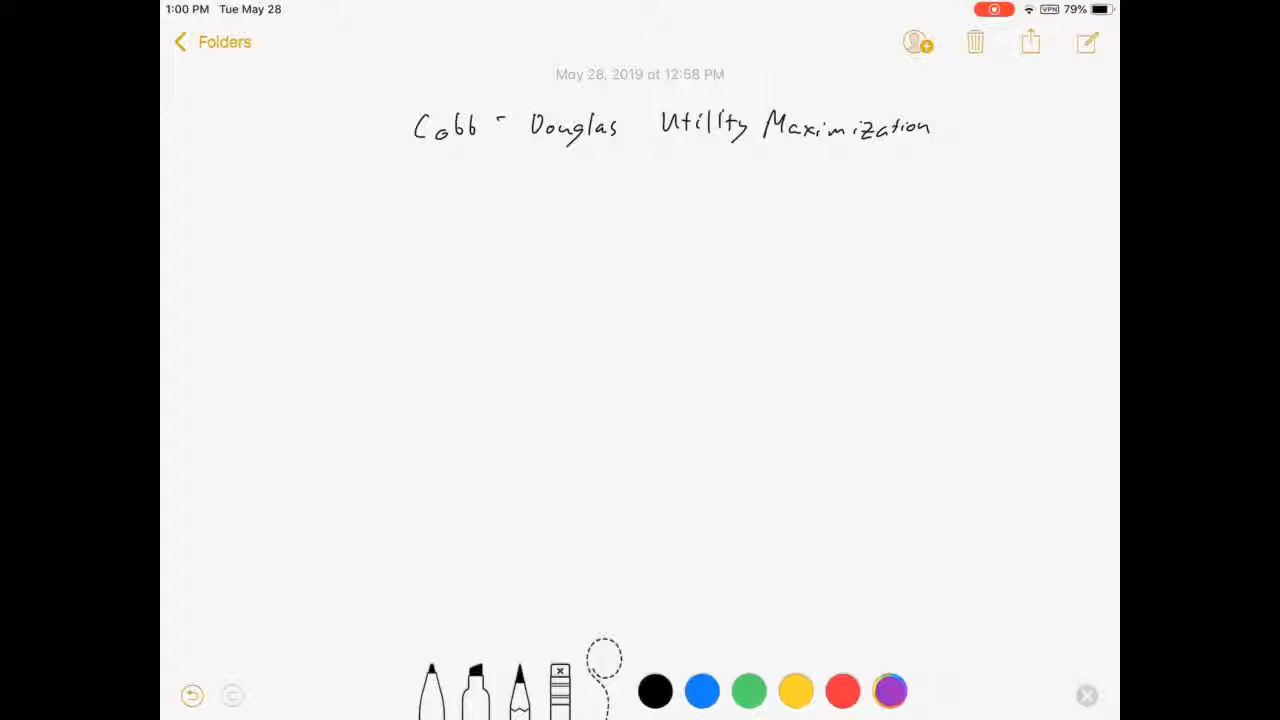 1:00 PM Tue May 28
VPN 79%
Folders
May 28, 2019 at 12:58 PM
Cobb - Douglas Utility Maximization